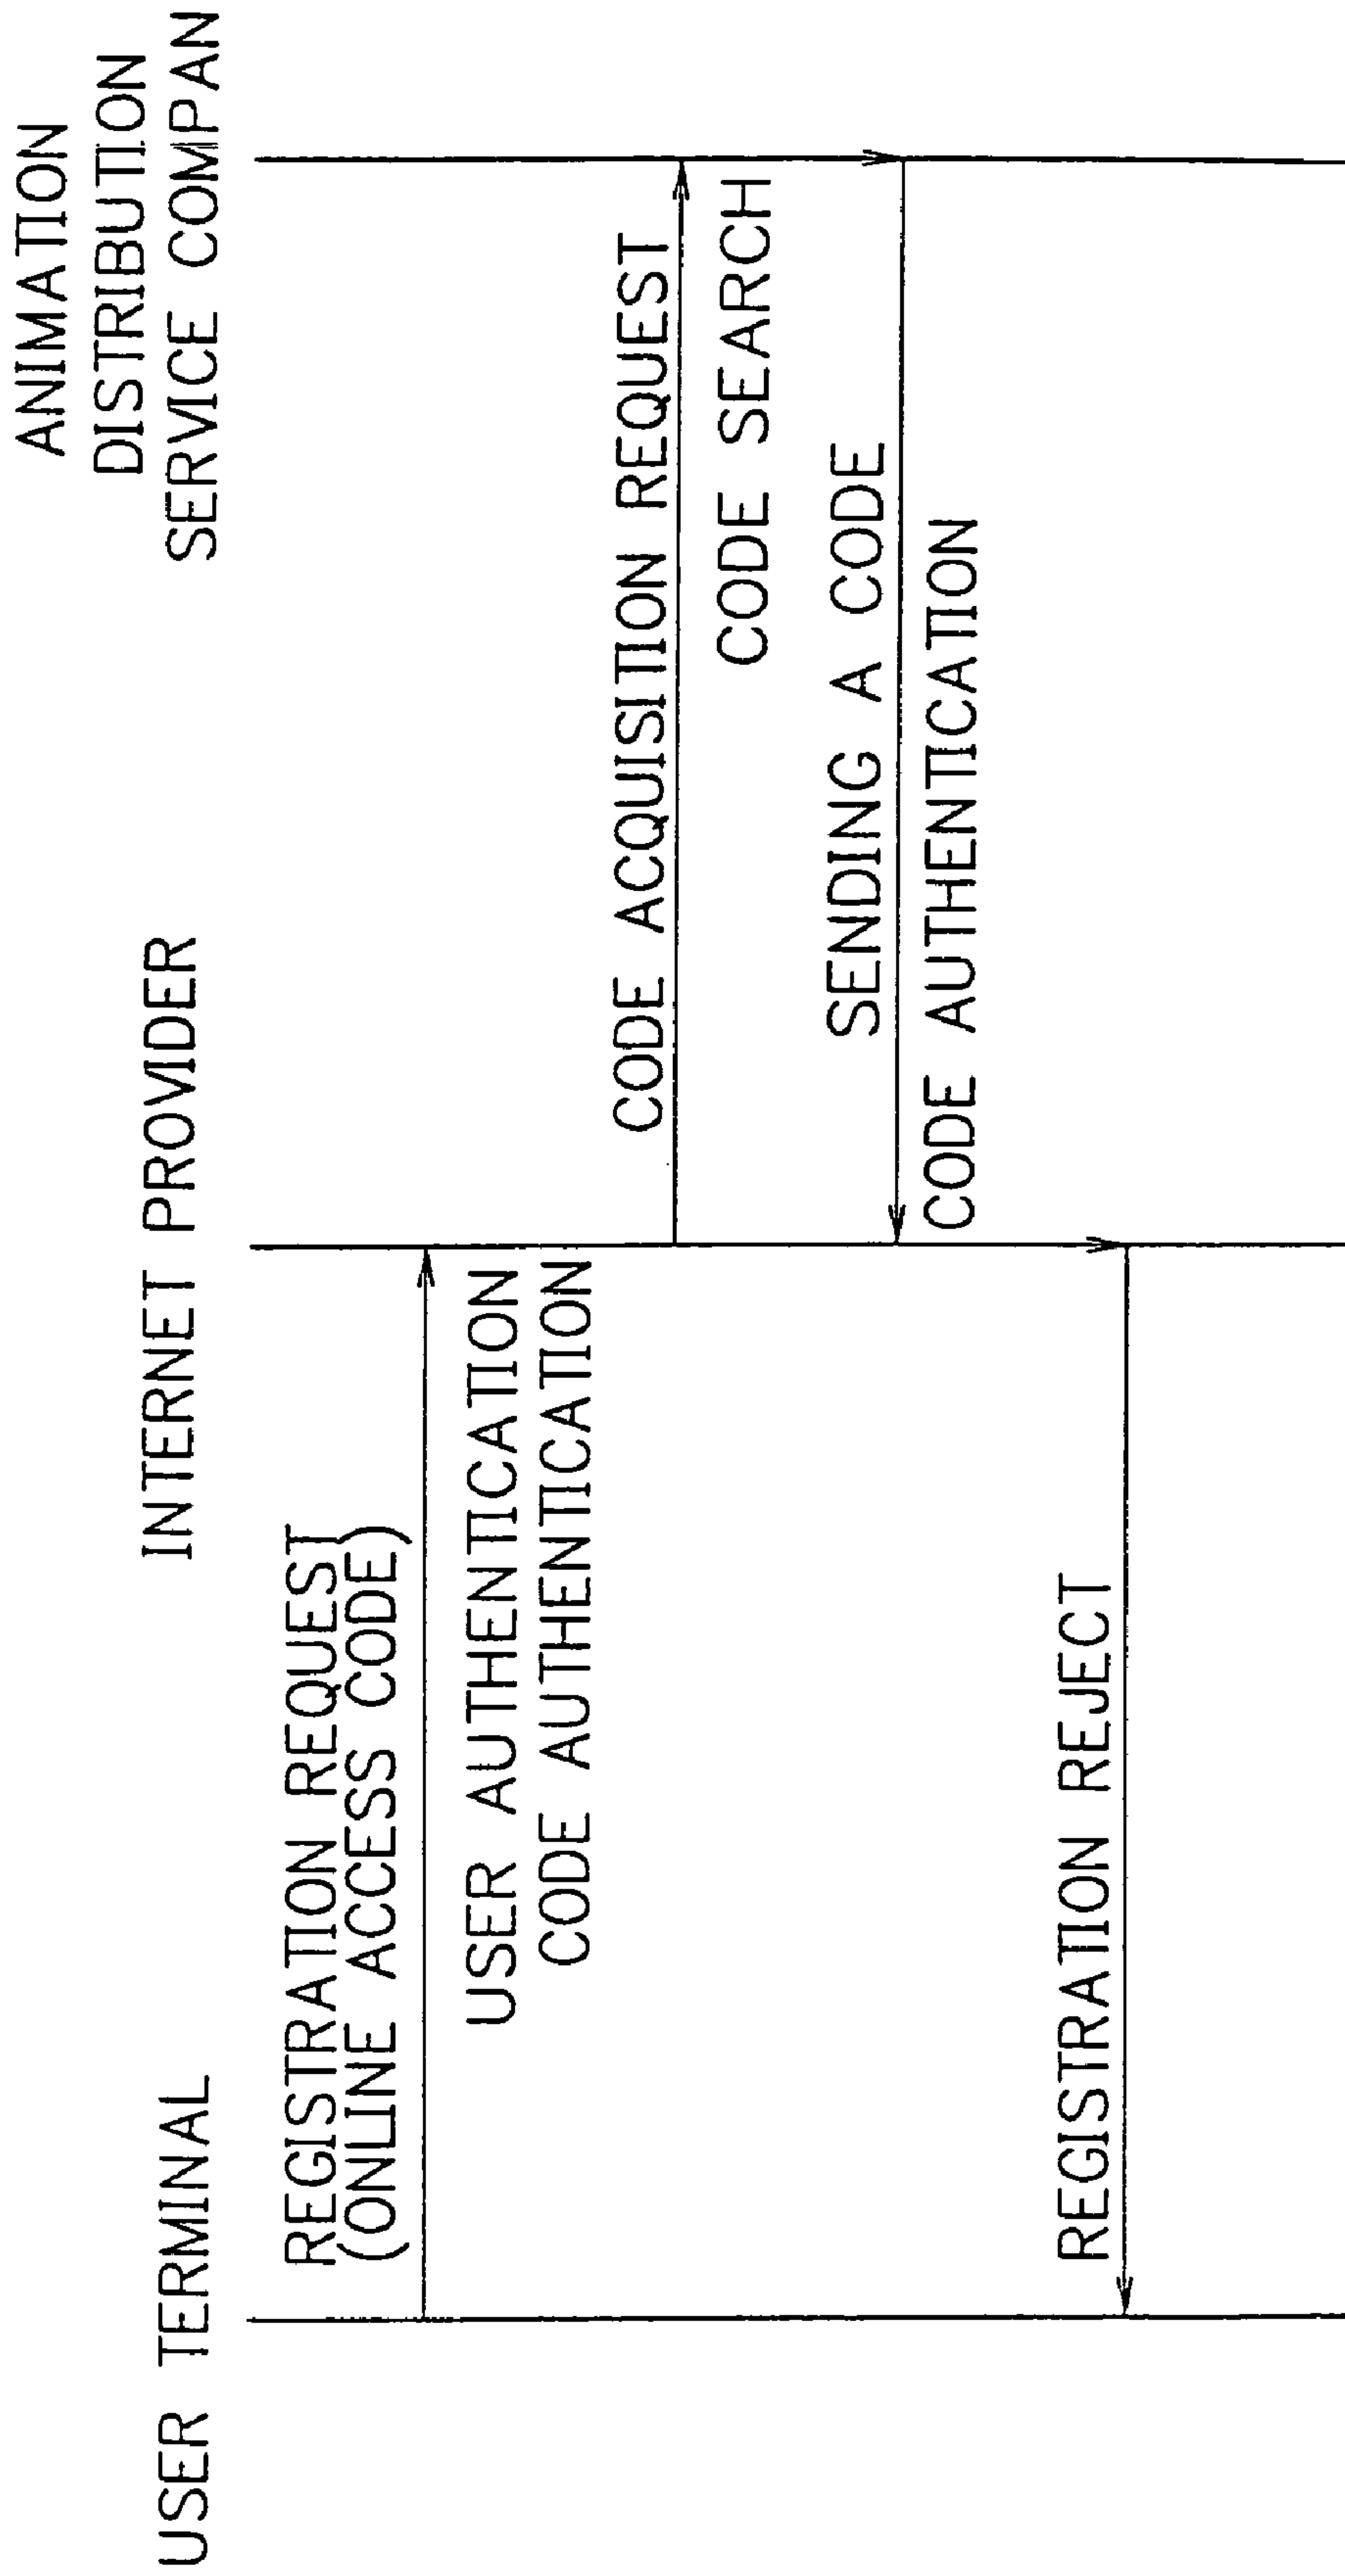 USER TERMINAL
INTERNET PROVIDER
ANIMATION
DISTRIBUTION
SERVICE COMPAN
REGISTRATION REQUEST
(ONLINE ACCESS CODE)
USER AUTHENTICATION
CODE AUTHENTICATION
CODE ACQUISITION REQUEST
CODE SEARCH
SENDING A CODE
CODE AUTHENTICATION
REGISTRATION REJECT